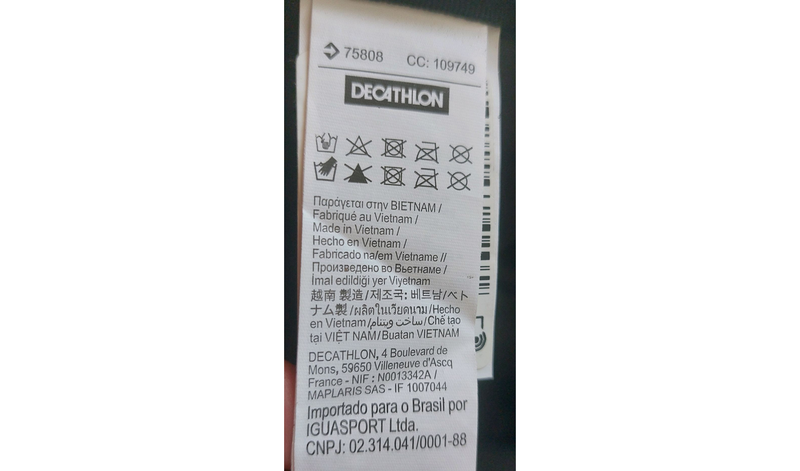 75808 CC: 109749
DECATHLON
Παράγεται στην ΒΙΕΤΝΑΜ /
Fabriqué au Vietnam /
Made in Vietnam /
Hecho en Vietnam /
Fabricado na/em Vietname //
Произведено во Вьетнаме /
İmal edildiği yer Viyetnam
越南 製造/제조국: 베트남/ベト
ナム製/ผลิตในเวียดนาม/Hecho
en Vietnam/ساخت ويتنام/Chế tạo
tại VIỆT NAM/Buatan VIETNAM
DECATHLON, 4 Boulevard de
Mons, 59650 Villeneuve d'Ascq
France - NIF : N0013342A /
MAPLARIS SAS - IF 1007044
Importado para o Brasil por
IGUASPORT Ltda.
CNPJ: 02.314.041/0001-88